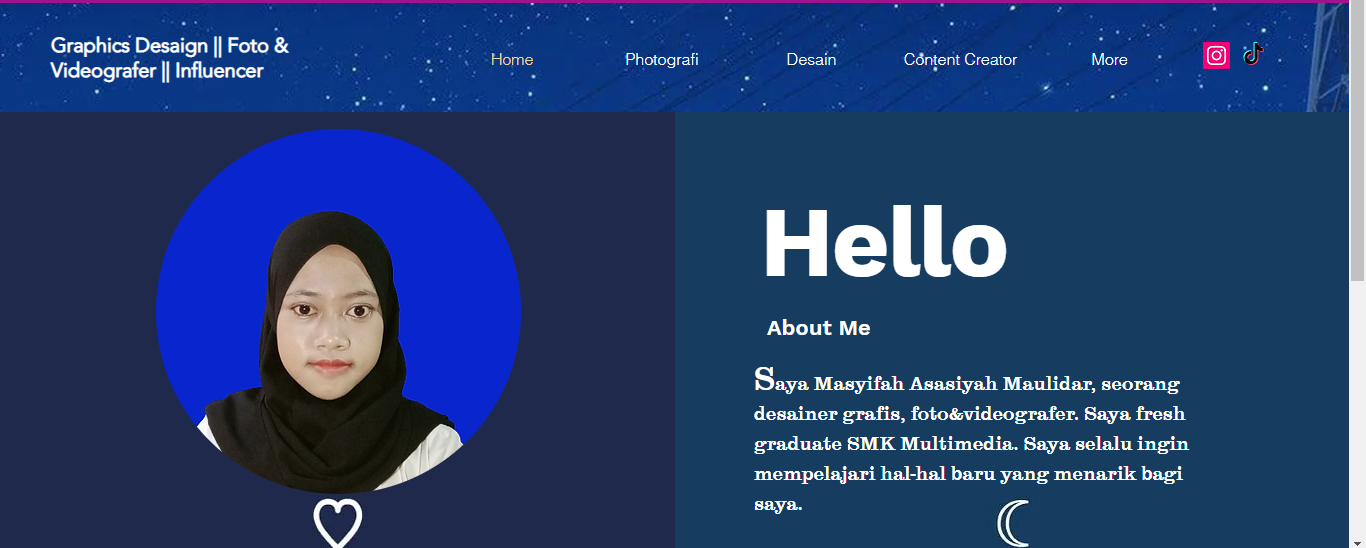 Graphics Desaign || Foto &
Videografer || Influencer
Home
Photografi
Desain
Content Creator
More
Hello
About Me
Saya Masyifah Asasiyah Maulidar, seorang
desainer grafis, foto&videografer. Saya fresh
graduate SMK Multimedia. Saya selalu ingin
mempelajari hal-hal baru yang menarik bagi
saya.